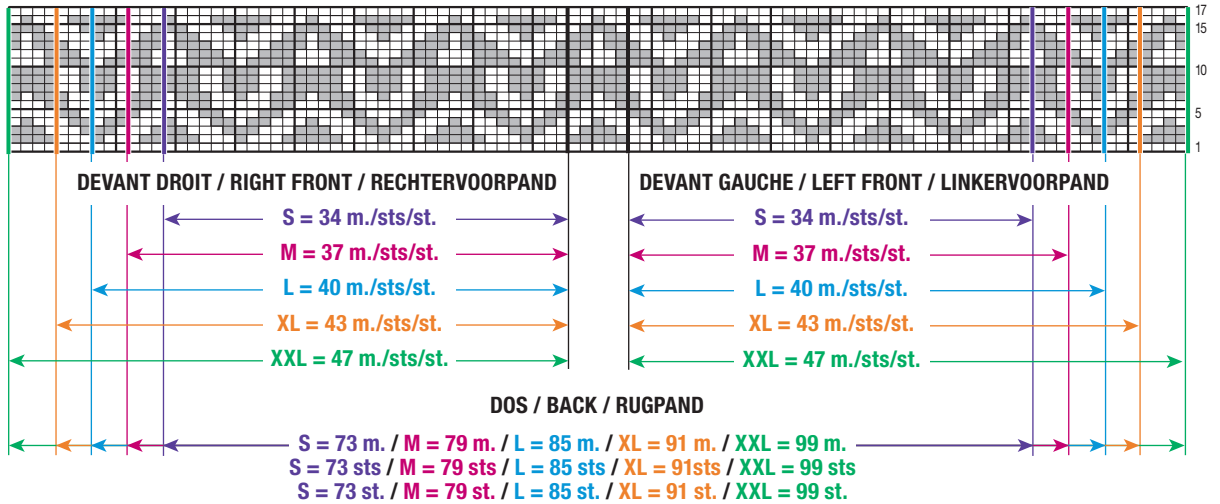 17
15
10
5
1
DEVANT DROIT / RIGHT FRONT / RECHTERVOORPAND
DEVANT GAUCHE / LEFT FRONT / LINKERVOORPAND
S = 34 m./sts/st.
S = 34 m./sts/st.
M = 37 m./sts/st.
M = 37 m./sts/st.
L = 40 m./sts/st.
L = 40 m./sts/st.
XL = 43 m./sts/st.
XL = 43 m./sts/st.
XXL = 47 m./sts/st.
XXL = 47 m./sts/st.
DOS / BACK / RUGPAND
S = 73 m. / M = 79 m. / L = 85 m. / XL = 91 m. / XXL = 99 m.
S = 73 sts / M = 79 sts / L = 85 sts / XL = 91sts / XXL = 99 sts
S = 73 st. / M = 79 st. / L = 85 st. / XL = 91 st. / XXL = 99 st.